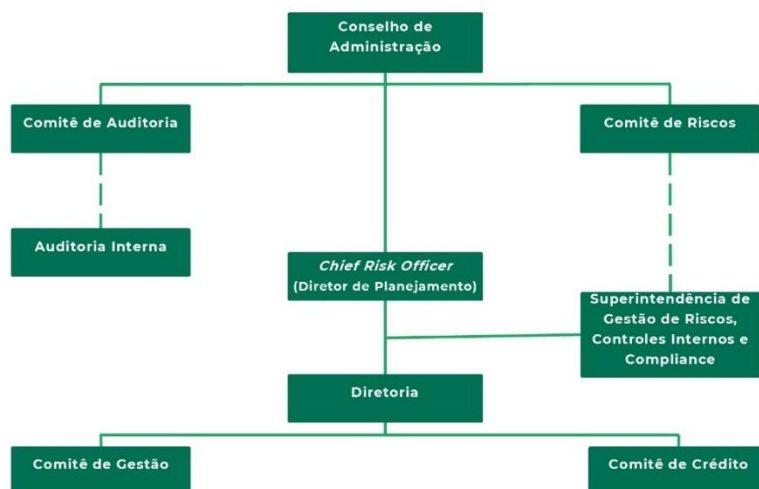 Conselho de
Administração
Comitê de Auditoria
Comitê de Riscos
Auditoria Interna
Chief Risk Officer
(Diretor de Planejamento)
Superintendência de
Gestão de Riscos,
Controles Internos e
Compliance
Diretoria
Comitê de Gestão
Comitê de Crédito